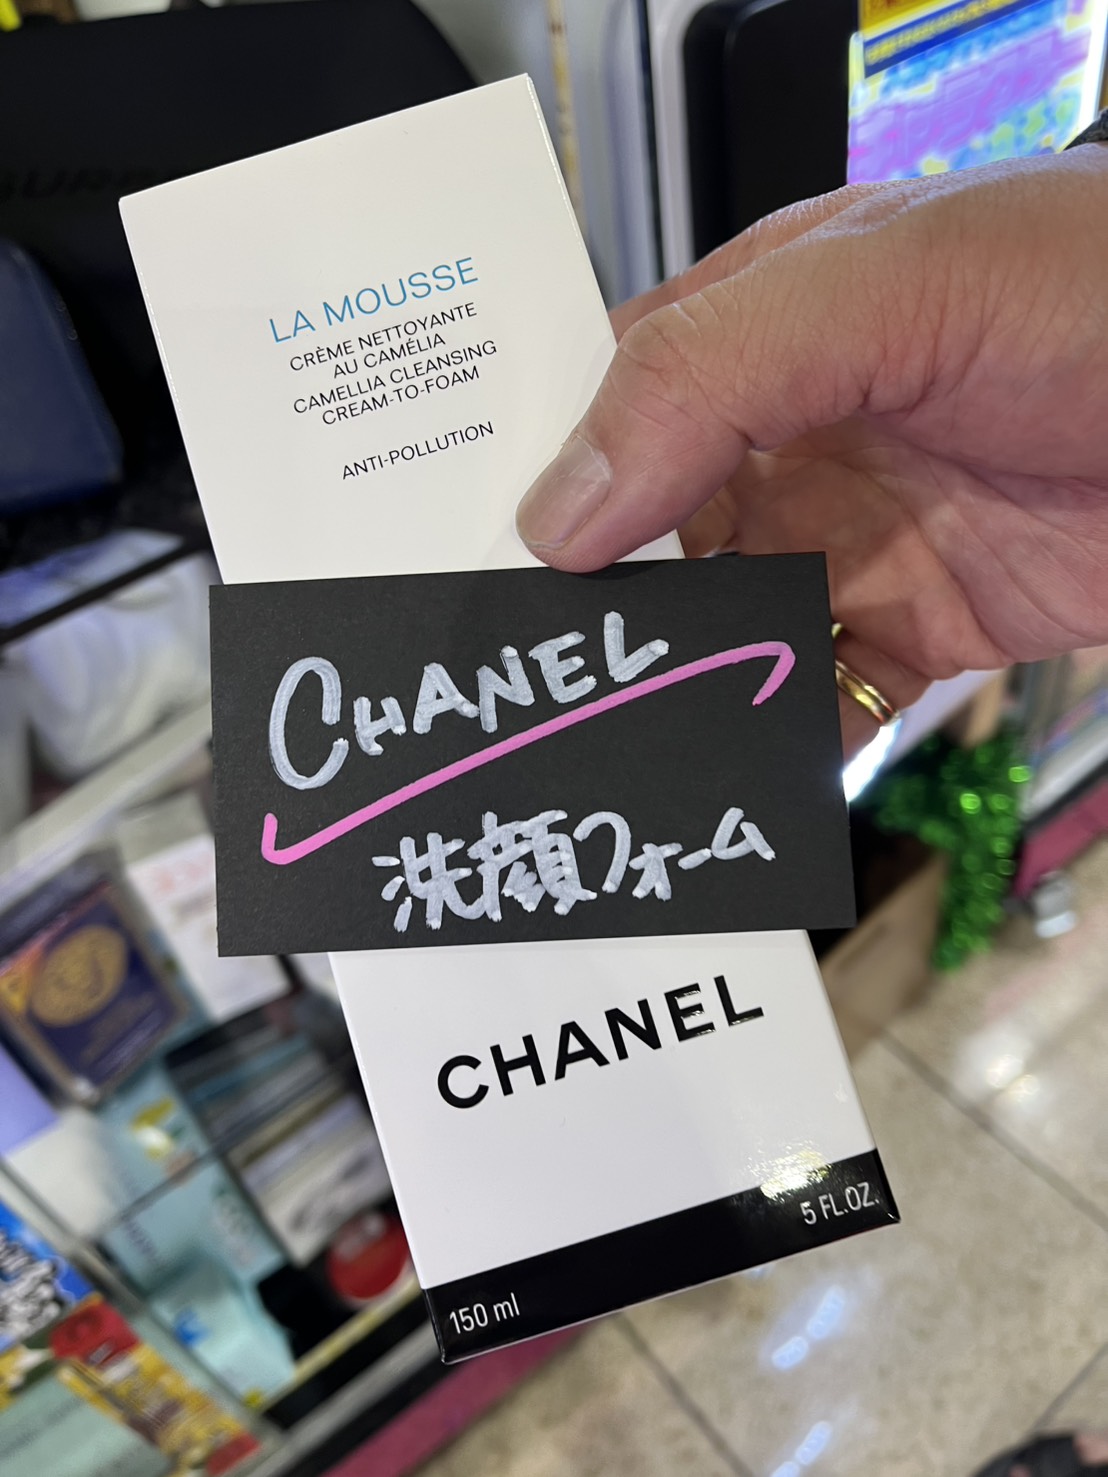 LA MOUSSE
CRÈME NETTOYANTE
AU CAMÉLIA
CAMELLIA CLEANSING
CREAM-TO-FOAM
ANTI-POLLUTION
CHANEL
洗顔フォーム
CHANEL
5 FL.OZ.
150 ml